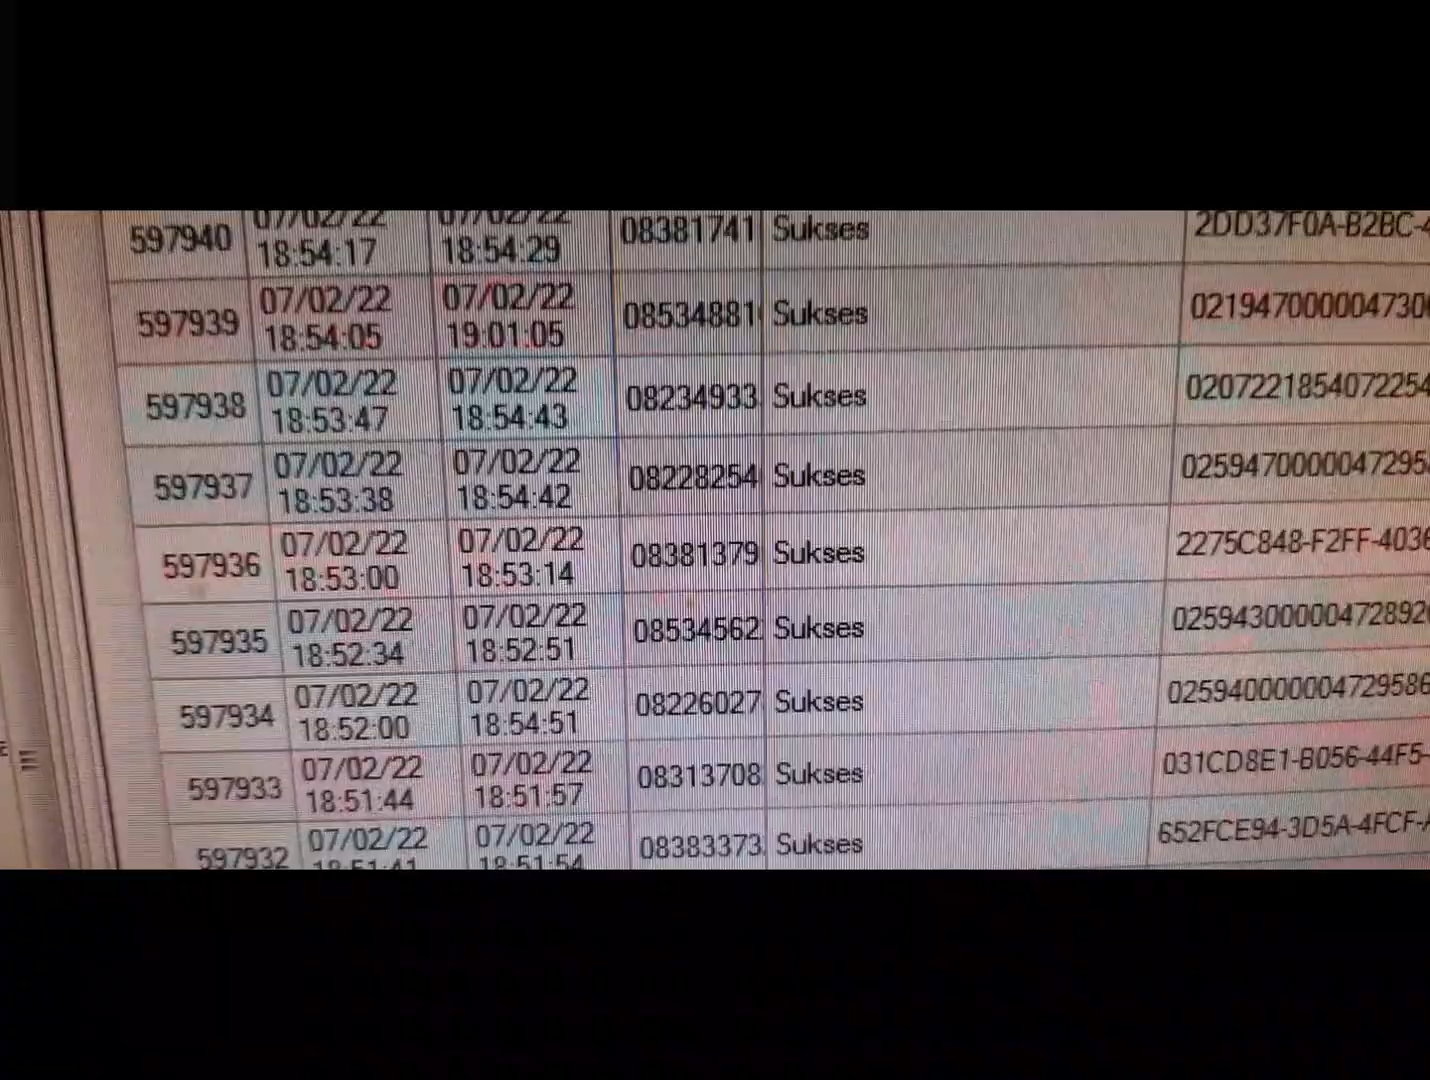 597940 07/02/22 07/02/22 08381741 Sukses 2DD37F0A-B2BC-
18:54:17 18:54:29
597939 07/02/22 07/02/22 08534881 Sukses 021947000004730
18:54:05 19:01:05
597938 07/02/22 07/02/22 08234933 Sukses 0207221854072254
18:53:47 18:54:43
597937 07/02/22 07/02/22 08228254 Sukses 0259470000047295
18:53:38 18:54:42
597936 07/02/22 07/02/22 08381379 Sukses 2275C848-F2FF-4036
18:53:00 18:53:14
597935 07/02/22 07/02/22 08534562 Sukses 025943000004728920
18:52:34 18:52:51
597934 07/02/22 07/02/22 08226027 Sukses 0259400000004729586
18:52:00 18:54:51
597933 07/02/22 07/02/22 08313708 Sukses 031CD8E1-B056-44F5-
18:51:44 18:51:57
597932 07/02/22 07/02/22 08383373 Sukses 652FCE94-3D5A-4FCF-
18:51:41 18:51:54